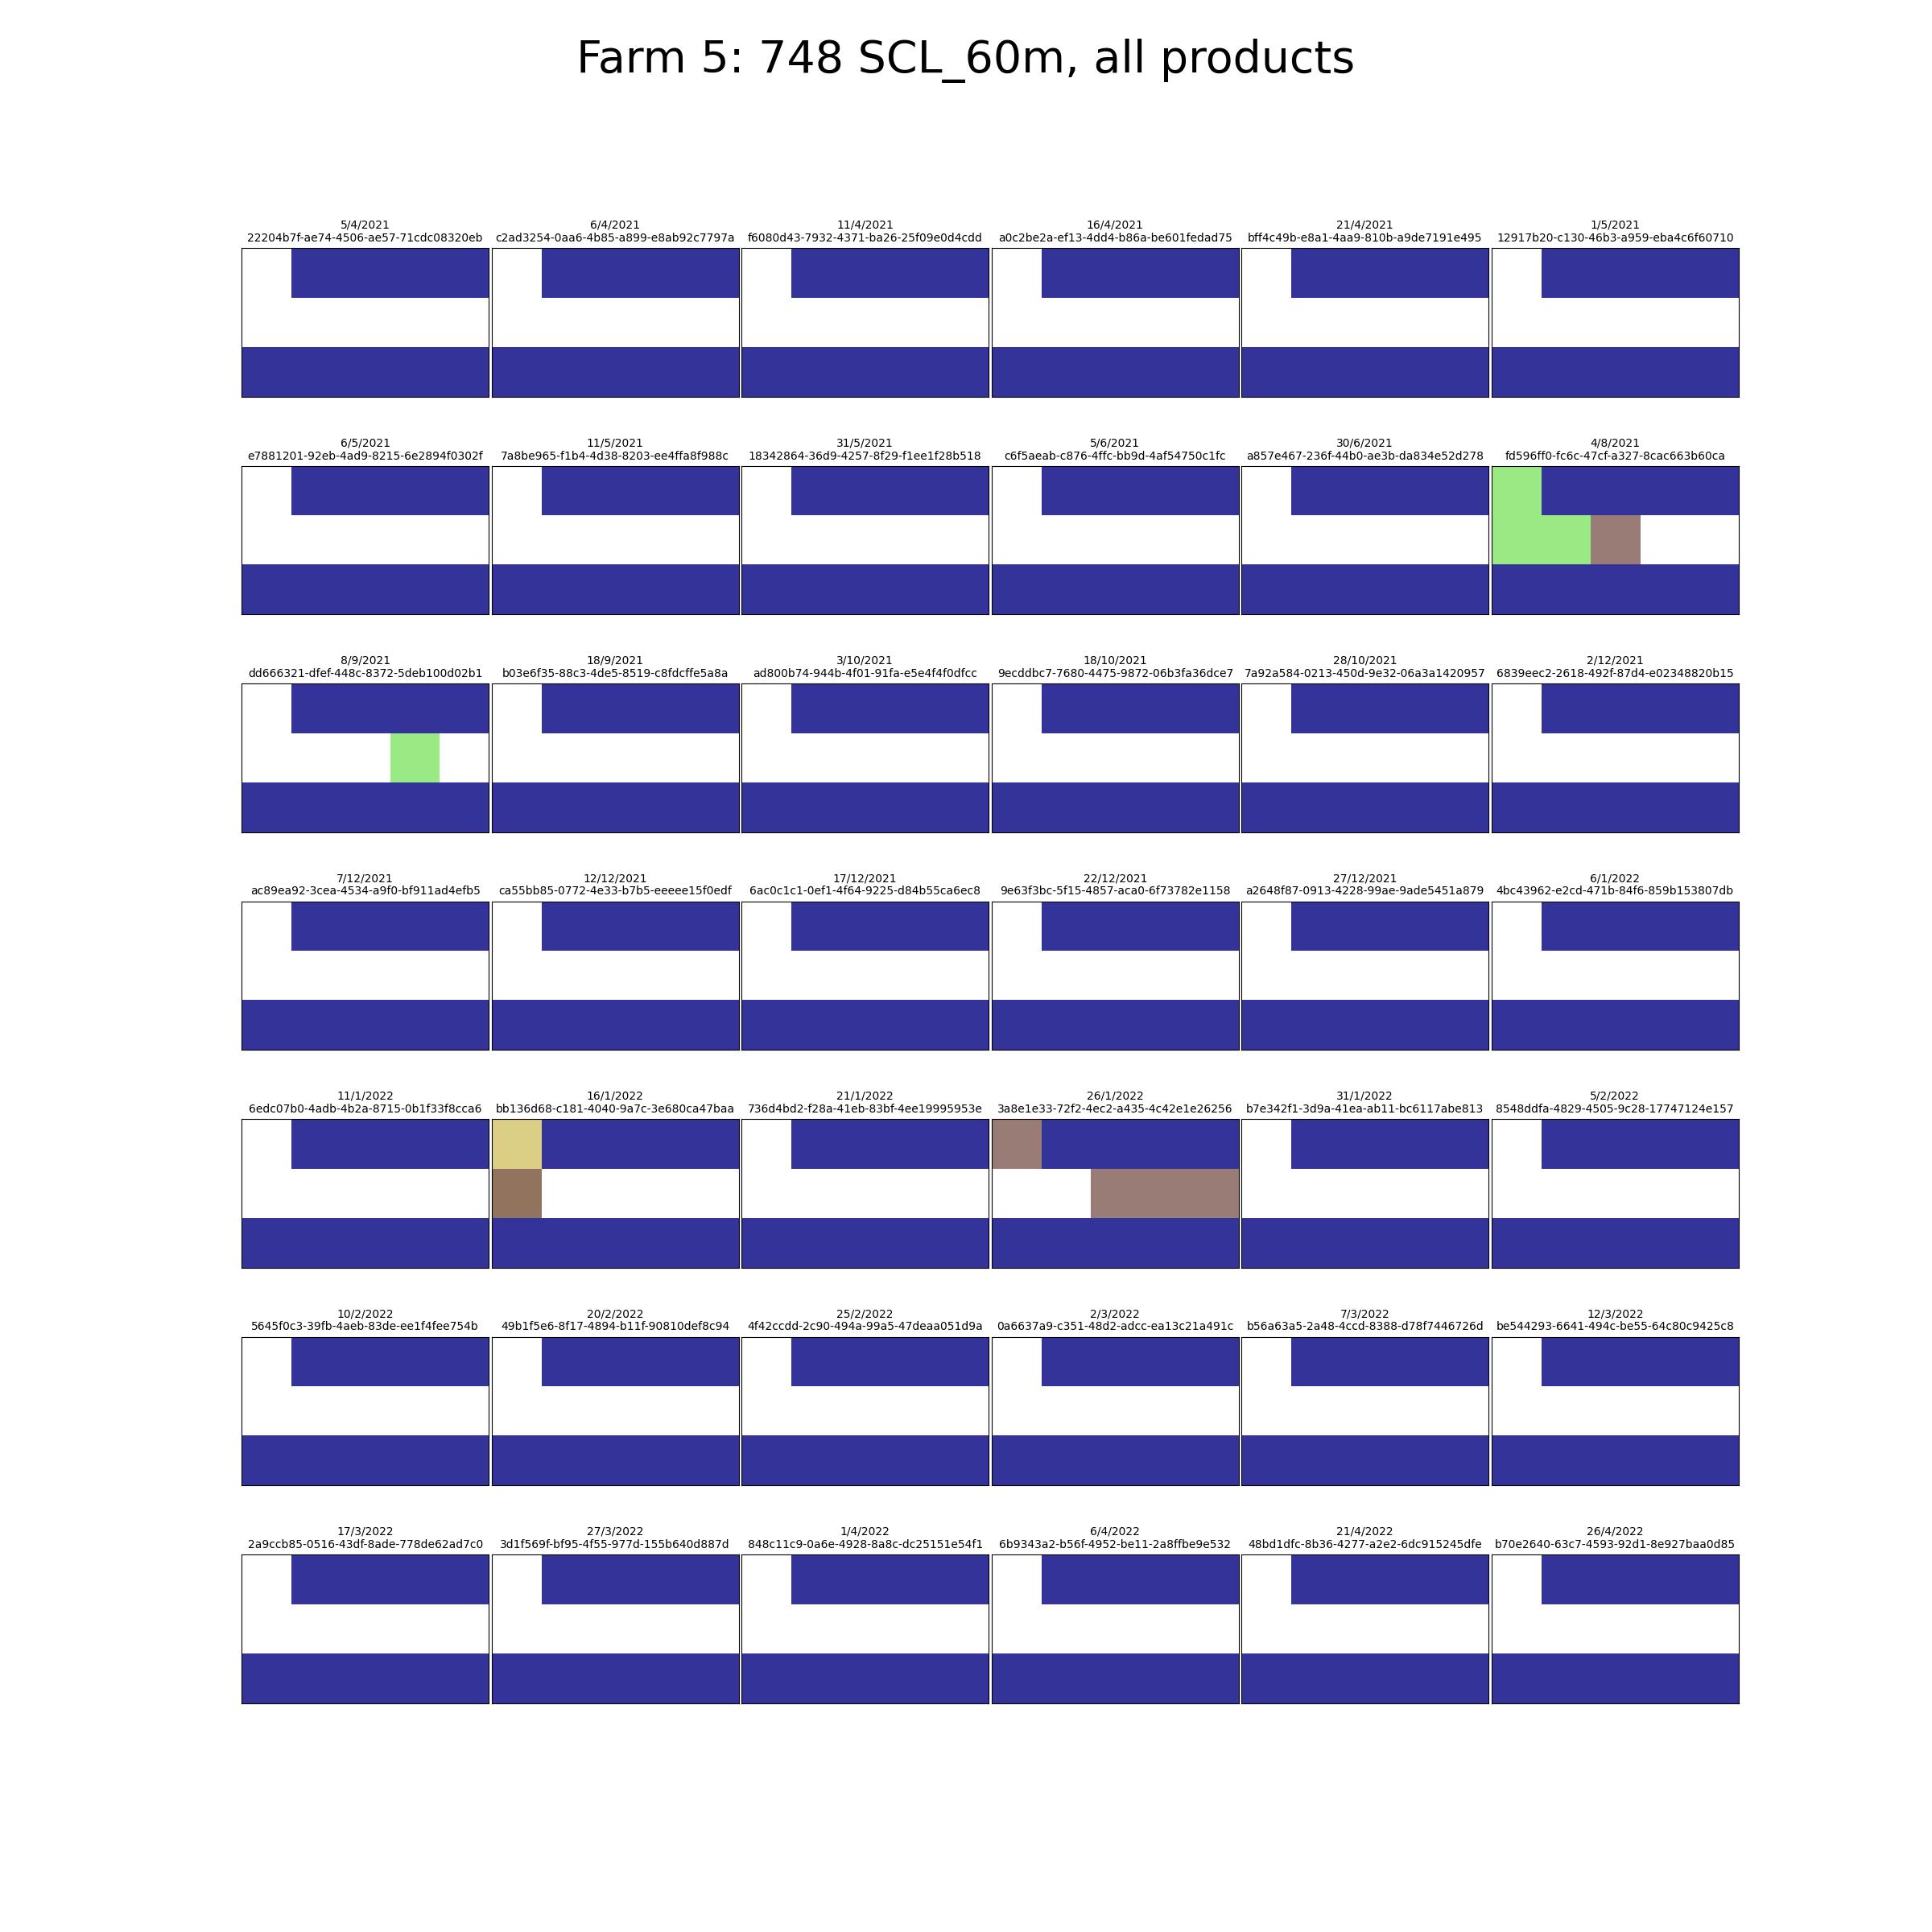 Farm 5: 748 SCL_60m, all products
5/4/2021 6/4/2021 11/4/2021 16/4/2021 21/4/2021 1/5/2021
22204b7f-ae74-4506-ae57-71cdc08320eb c2ad3254-0aa6-4b85-a899-e8ab92c7797a f6080d43-7932-4371-ba26-25f09e0d4cdd a0c2be2a-ef13-4dd4-b86a-be601fedad75 bff4c49b-e8a1-4aa9-810b-a9de7191e495 12917b20-c130-46b3-a959-eba4c6f60710
6/5/2021 11/5/2021 31/5/2021 5/6/2021 30/6/2021 4/8/2021
e7881201-92eb-4ad9-8215-6e2894f0302f 7a8be965-f1b4-4d38-8203-ee4ffa8f988c 18342864-36d9-4257-8f29-f1ee1f28b518 c6f5aeab-c876-4ffc-bb9d-4af54750c1fc a857e467-236f-44b0-ae3b-da834e52d278 fd596ff0-fc6c-47cf-a327-8cac663b60ca
8/9/2021 18/9/2021 3/10/2021 18/10/2021 28/10/2021 2/12/2021
dd666321-dfef-448c-8372-5deb100d02b1 b03e6f35-88c3-4de5-8519-c8fdcffe5a8a ad800b74-944b-4f01-91fa-e5e4f4f0dfcc 9ecddbc7-7680-4475-9872-06b3fa36dce7 7a92a584-0213-450d-9e32-06a3a1420957 6839eec2-2618-492f-87d4-e02348820b15
7/12/2021 12/12/2021 17/12/2021 22/12/2021 27/12/2021 6/1/2022
ac89ea92-3cea-4534-a9f0-bf911ad4efb5 ca55bb85-0772-4e33-b7b5-eeeee15f0edf 6ac0c1c1-0ef1-4f64-9225-d84b55ca6ec8 9e63f3bc-5f15-4857-aca0-6f73782e1158 a2648f87-0913-4228-99ae-9ade5451a879 4bc43962-e2cd-471b-84f6-859b153807db
11/1/2022 16/1/2022 21/1/2022 26/1/2022 31/1/2022 5/2/2022
6edc07b0-4adb-4b2a-8715-0b1f33f8cca6 bb136d68-c181-4040-9a7c-3e680ca47baa 736d4bd2-f28a-41eb-83bf-4ee19995953e 3a8e1e33-72f2-4ec2-a435-4c42e1e26256 b7e342f1-3d9a-41ea-ab11-bc6117abe813 8548ddfa-4829-4505-9c28-17747124e157
10/2/2022 20/2/2022 25/2/2022 2/3/2022 7/3/2022 12/3/2022
5645f0c3-39fb-4aeb-83de-ee1f4fee754b 49b1f5e6-8f17-4894-b11f-90810def8c94 4f42ccdd-2c90-494a-99a5-47deaa051d9a 0a6637a9-c351-48d2-adcc-ea13c21a491c b56a63a5-2a48-4ccd-8388-d78f7446726d be544293-6641-494c-be55-64c80c9425c8
17/3/2022 27/3/2022 1/4/2022 6/4/2022 21/4/2022 26/4/2022
2a9ccb85-0516-43df-8ade-778de62ad7c0 3d1f569f-bf95-4f55-977d-155b640d887d 848c11c9-0a6e-4928-8a8c-dc25151e54f1 6b9343a2-b56f-4952-be11-2a8ffbe9e532 48bd1dfc-8b36-4277-a2e2-6dc915245dfe b70e2640-63c7-4593-92d1-8e927baa0d85